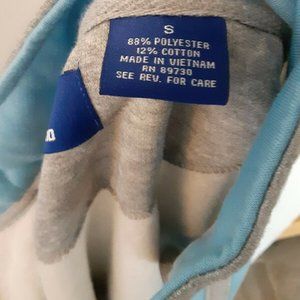 S
88% POLYESTER
12% COTTON
MADE IN VIETNAM
RN 89730
SEE REV. FOR CARE